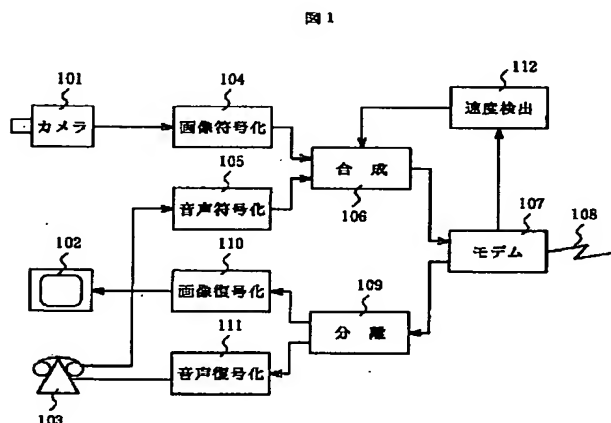 図1
101
カメラ
104
画像符号化
105
音声符号化
合成
106
112
速度検出
107
モデム
108
102
110
画像復号化
109
分離
111
音声復号化
103